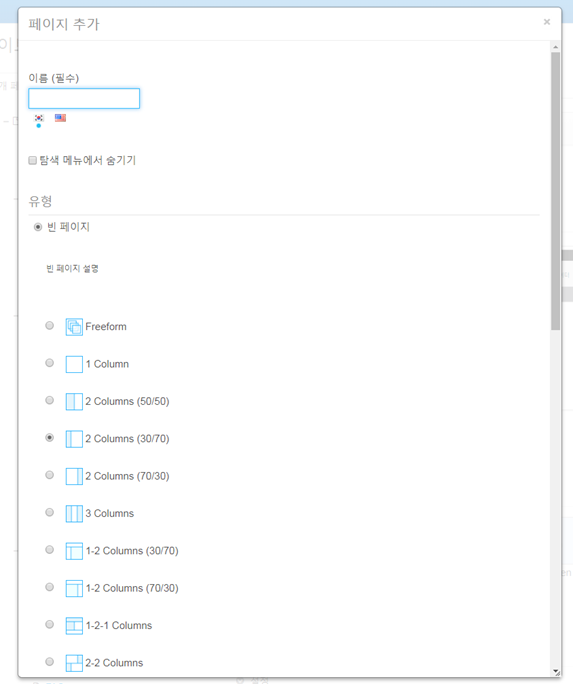 페이지 추가
×
이름 (필수)
탐색 메뉴에서 숨기기
유형
빈 페이지
빈 페이지 설명
Freeform
1 Column
2 Columns (50/50)
2 Columns (30/70)
2 Columns (70/30)
3 Columns
1-2 Columns (30/70)
1-2 Columns (70/30)
1-2-1 Columns
2-2 Columns